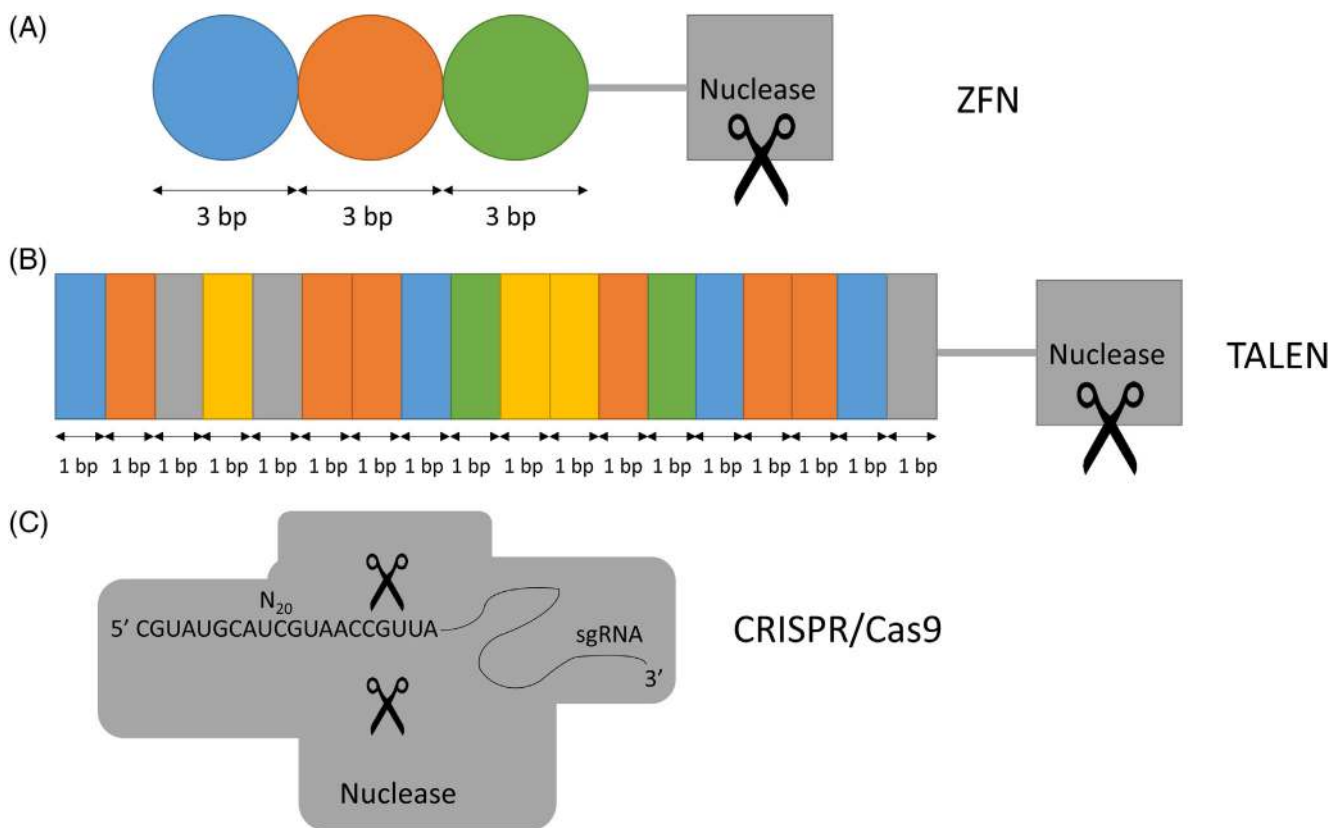 (A)
Nuclease
ZFN
3 bp 3 bp 3 bp
(B)
Nuclease
TALEN
1 bp 1 bp 1 bp 1 bp 1 bp 1 bp 1 bp 1 bp 1 bp 1 bp 1 bp 1 bp 1 bp 1 bp 1 bp 1 bp 1 bp 1 bp
(C)
N20
5′ CGUAUGCAUCGUAACCGUUA
sgRNA
3′
CRISPR/Cas9
Nuclease